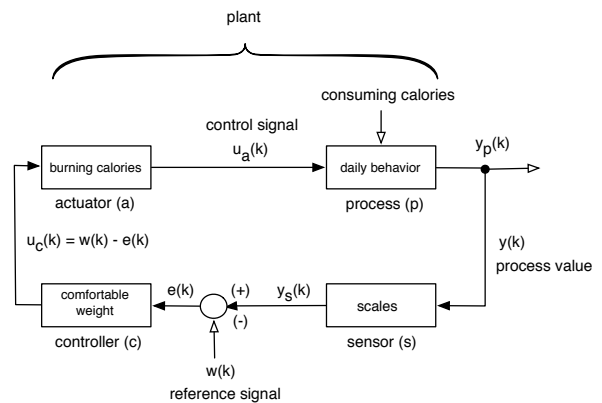 plant
consuming calories
control signal
uₐ(k)
yₚ(k)
burning calories
daily behavior
actuator (a)
process (p)
u_c(k) = w(k) - e(k)
y(k)
process value
e(k)
(+)
yₛ(k)
comfortable
weight
scales
(-)
controller (c)
sensor (s)
w(k)
reference signal